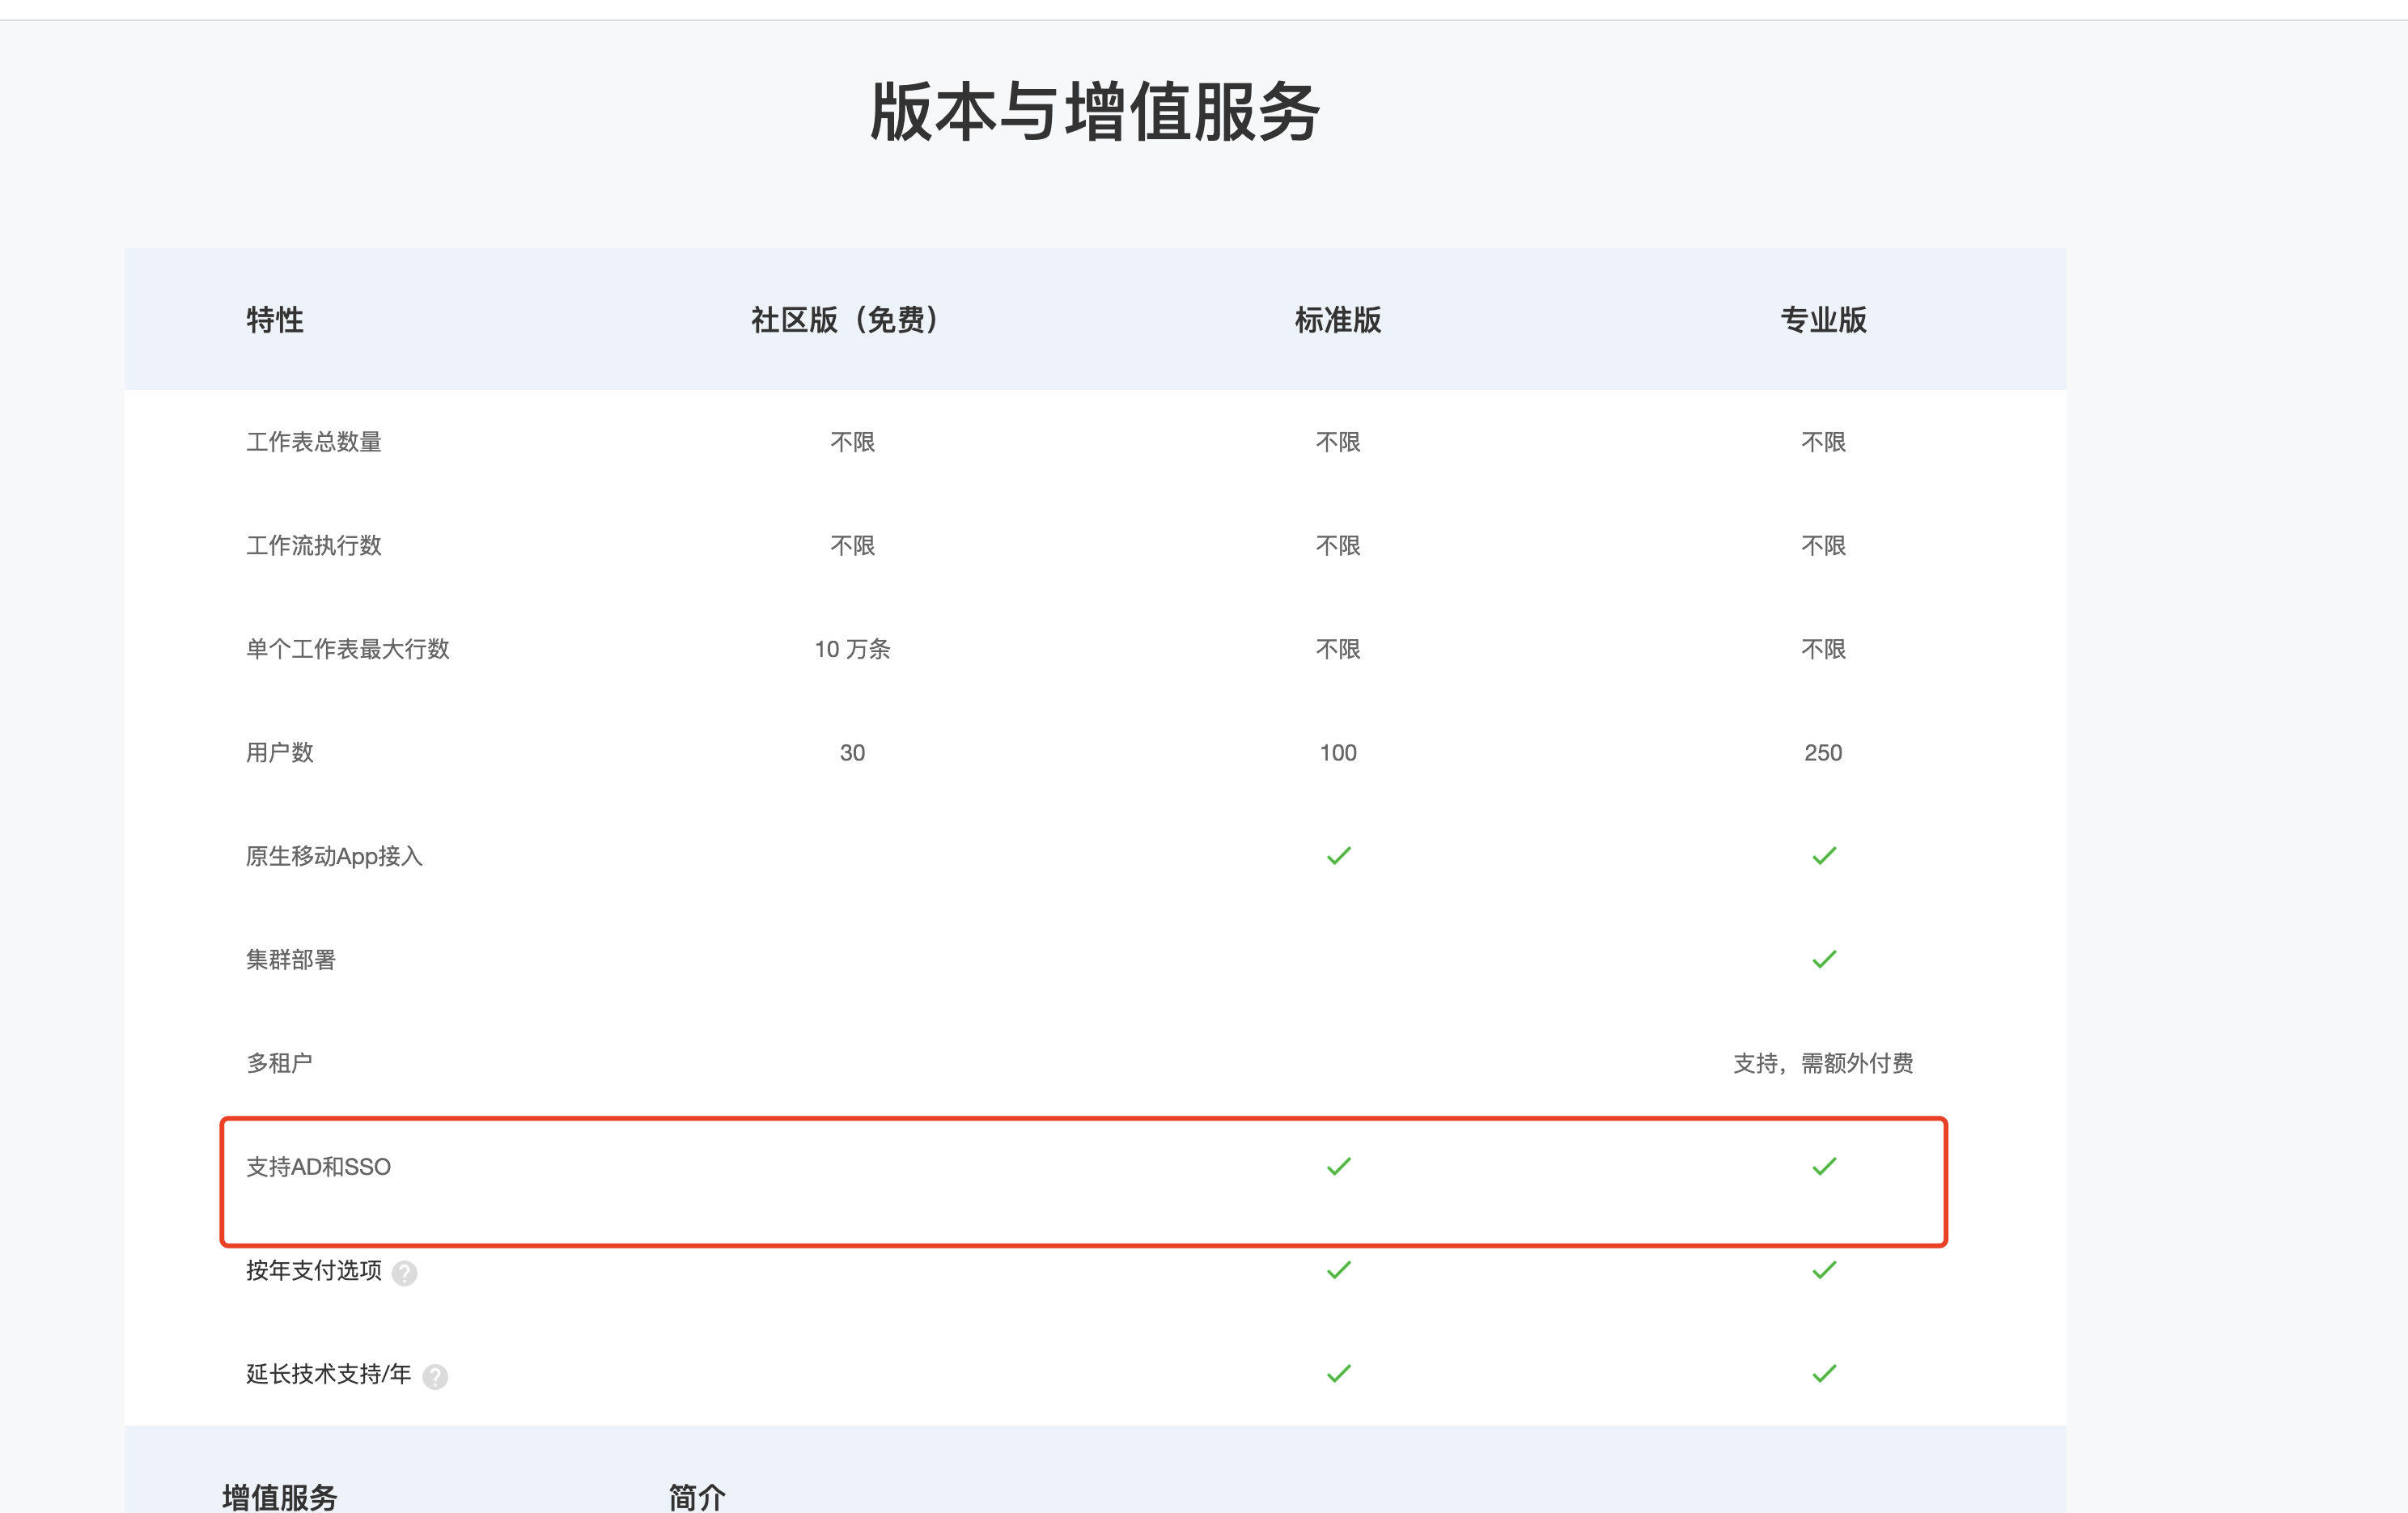 版本与增值服务
特性 社区版（免费） 标准版 专业版
工作表总数量 不限 不限 不限
工作流执行数 不限 不限 不限
单个工作表最大行数 10 万条 不限 不限
用户数 30 100 250
原生移动App接入 ✓ ✓
集群部署 ✓
多租户 支持，需额外付费
支持AD和SSO ✓ ✓
按年支付选项 ? ✓ ✓
延长技术支持/年 ? ✓ ✓
增值服务 简介